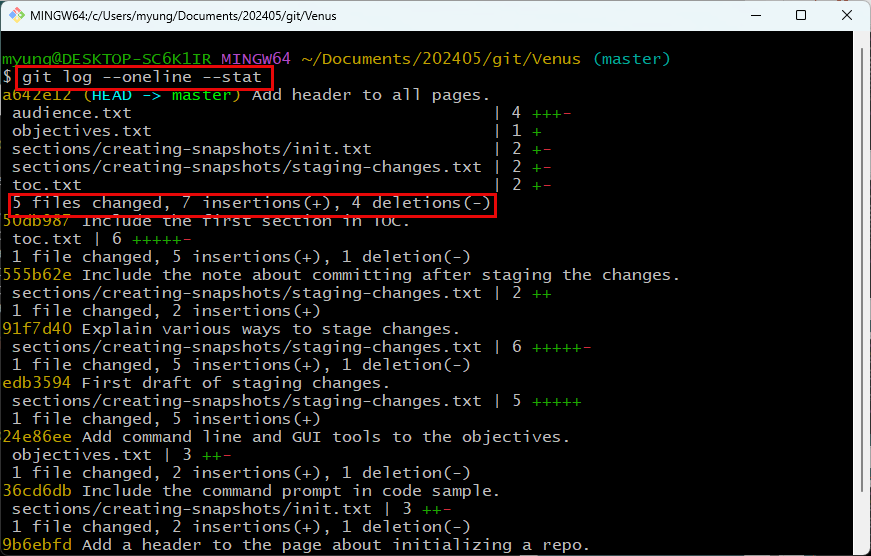 MINGW64:/c/Users/myung/Documents/202405/git/Venus
myung@DESKTOP-SC6K1IR MINGW64 ~/Documents/202405/git/Venus (master)
$ git log --oneline --stat
a642e12 (HEAD -> master) Add header to all pages.
audience.txt | 4 +++-
objectives.txt | 1 +
sections/creating-snapshots/init.txt | 2 +-
sections/creating-snapshots/staging-changes.txt | 2 +-
toc.txt | 2 +-
5 files changed, 7 insertions(+), 4 deletions(-)
50db987 Include the first section in TOC.
toc.txt | 6 +++++-
1 file changed, 5 insertions(+), 1 deletion(-)
555b62e Include the note about committing after staging the changes.
sections/creating-snapshots/staging-changes.txt | 2 ++
1 file changed, 2 insertions(+)
91f7d40 Explain various ways to stage changes.
sections/creating-snapshots/staging-changes.txt | 6 +++++-
1 file changed, 5 insertions(+), 1 deletion(-)
edb3594 First draft of staging changes.
sections/creating-snapshots/staging-changes.txt | 5 +++++
1 file changed, 5 insertions(+)
24e86ee Add command line and GUI tools to the objectives.
objectives.txt | 3 ++-
1 file changed, 2 insertions(+), 1 deletion(-)
36cd6db Include the command prompt in code sample.
sections/creating-snapshots/init.txt | 3 ++-
1 file changed, 2 insertions(+), 1 deletion(-)
9b6ebfd Add a header to the page about initializing a repo.